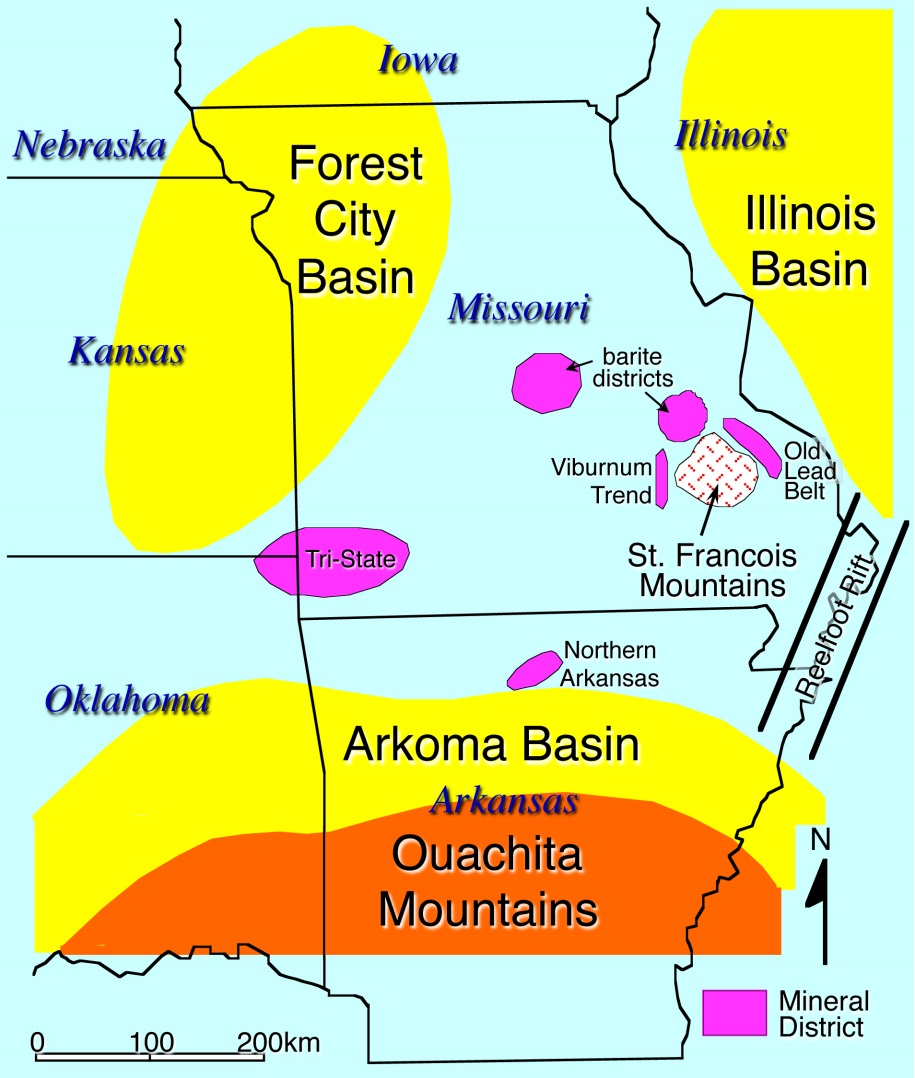 Iowa
Nebraska
Illinois
Forest
City
Basin
Illinois
Basin
Missouri
Kansas
barite
districts
Viburnum
Trend
Old
Lead
Belt
St. Francois
Mountains
Tri-State
Reelfoot Rift
Northern
Arkansas
Oklahoma
Arkoma Basin
Arkansas
Ouachita
Mountains
N
Mineral
District
0 100 200km